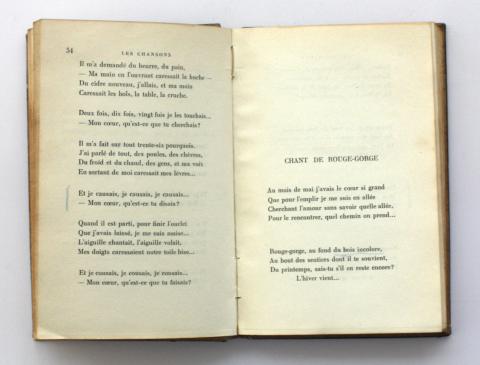 54
LES CHANSONS
Il m'a demandé du beurre, du pain,
— Ma main en l'ouvrant caressait la huche —
Du cidre nouveau, j'allais, et ma main
Caressait les bols, la table, la cruche.
Deux fois, dix fois, vingt fois je les touchais...
— Mon cœur, qu'est-ce que tu cherchais?
Il m'a fait sur tout trente-six pourquois.
J'ai parlé de tout, des poules, des chèvres,
Du froid et du chaud, des gens, et ma voix
En sortant de moi caressait mes lèvres...
Et je causais, je causais, je causais...
— Mon cœur, qu'est-ce que tu disais?
Quand il est parti, pour finir l'ourlet
Que j'avais laissé, je me suis assise...
L'aiguille chantait, l'aiguille volait,
Mes doigts caressaient notre toile bise...
Et je cousais, je cousais, je cousais...
— Mon cœur, qu'est-ce que tu faisais?
CHANT DE ROUGE-GORGE
Au mois de mai j'avais le cœur si grand
Que pour l'emplir je me suis en allée
Cherchant l'amour sans savoir quelle allée,
Pour le rencontrer, quel chemin on prend...
Rouge-gorge, au fond du bois incolore,
Au bout des sentiers dont il te souvient,
Du printemps, sais-tu s'il en reste encore?
L'hiver vient...